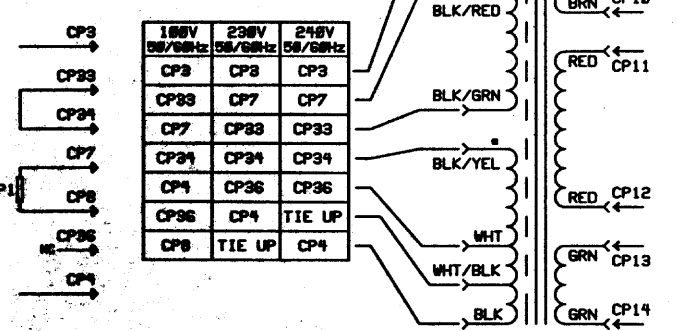 BLK/RED
BRN
CP3
100V 230V 240V
50/60Hz 50/60Hz 50/60Hz
CP3 CP3 CP3
CP33 CP7 CP7
CP7 CP33 CP33
CP34 CP34 CP34
CP4 CP36 CP36
CP36 CP4 TIE UP
CP8 TIE UP CP4
CP33
CP34
CP7
CP8
CP36
NC
CP4
BLK/GRN
BLK/YEL
WHT
WHT/BLK
BLK
RED CP11
RED CP12
GRN CP13
GRN CP14